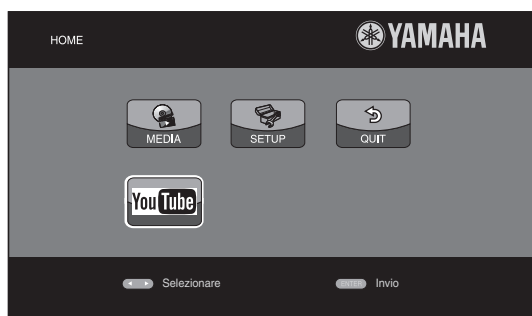 HOME
YAMAHA
MEDIA SETUP QUIT
YouTube
Selezionare ENTER Invio